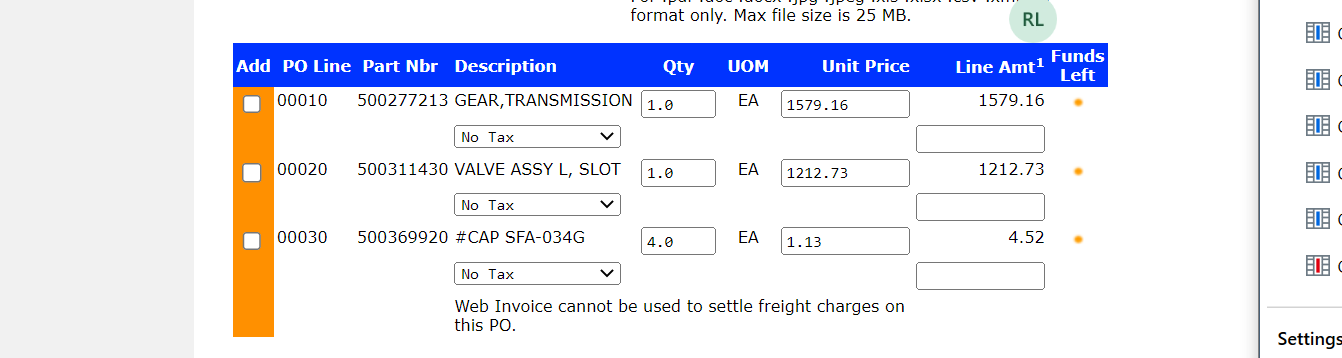 format only. Max file size is 25 MB.
RL
Add PO Line Part Nbr Description Qty UOM Unit Price Line Amt1 Funds Left
00010 500277213 GEAR,TRANSMISSION 1.0 EA 1579.16 1579.16
No Tax
00020 500311430 VALVE ASSY L, SLOT 1.0 EA 1212.73 1212.73
No Tax
00030 500369920 #CAP SFA-034G 4.0 EA 1.13 4.52
No Tax
Web Invoice cannot be used to settle freight charges on
this PO.
Settings